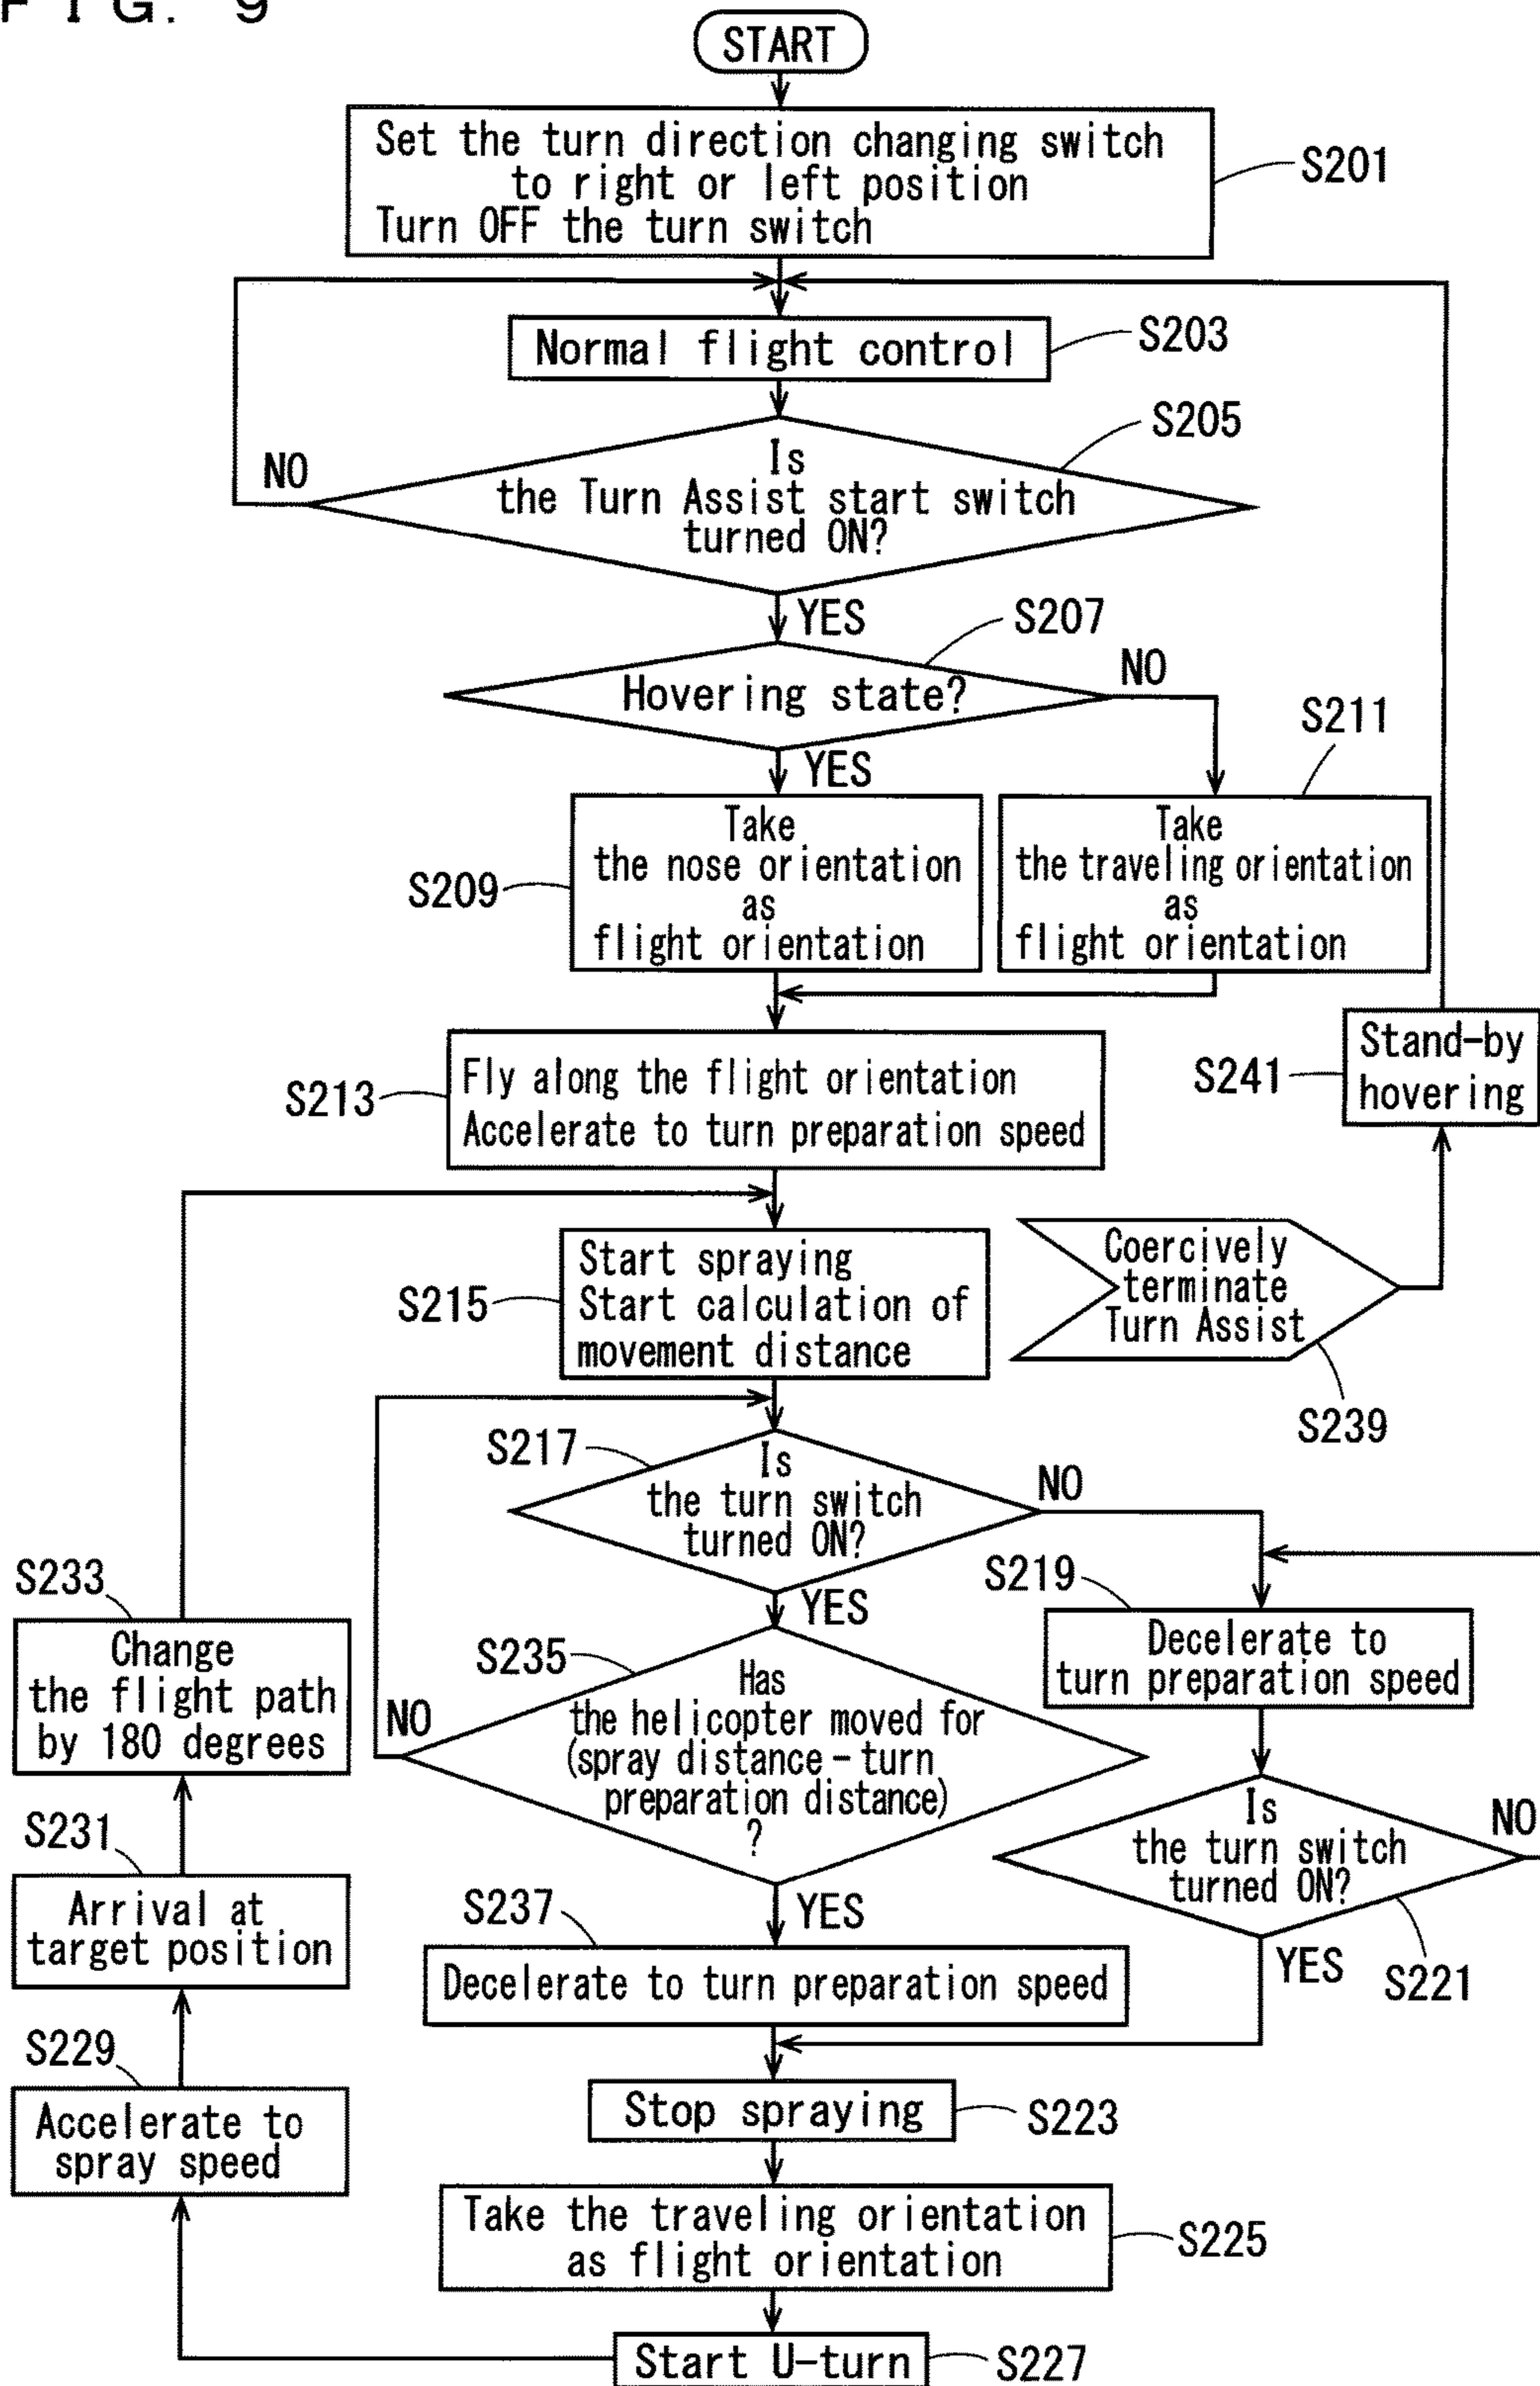 FIG. 9
START
Set the turn direction changing switch
to right or left position
Turn OFF the turn switch
S201
Normal flight control
S203
S205
NO
Is
the Turn Assist start switch
turned ON?
YES
S207
NO
Hovering state?
S211
YES
Take
the nose orientation
as
flight orientation
S209
Take
the traveling orientation
as
flight orientation
S213
Fly along the flight orientation
Accelerate to turn preparation speed
S241
Stand-by
hovering
S215
Start spraying
Start calculation of
movement distance
Coercively
terminate
Turn Assist
S239
S217
Is
the turn switch
turned ON?
NO
YES
S219
Decelerate to
turn preparation speed
S233
Change
the flight path
by 180 degrees
S235
NO
Has
the helicopter moved for
(spray distance-turn
preparation distance)
?
Is
the turn switch
turned ON?
NO
S231
Arrival at
target position
S237
YES
Decelerate to turn preparation speed
YES
S221
S229
Accelerate to
spray speed
Stop spraying
S223
Take the traveling orientation
as flight orientation
S225
Start U-turn
S227